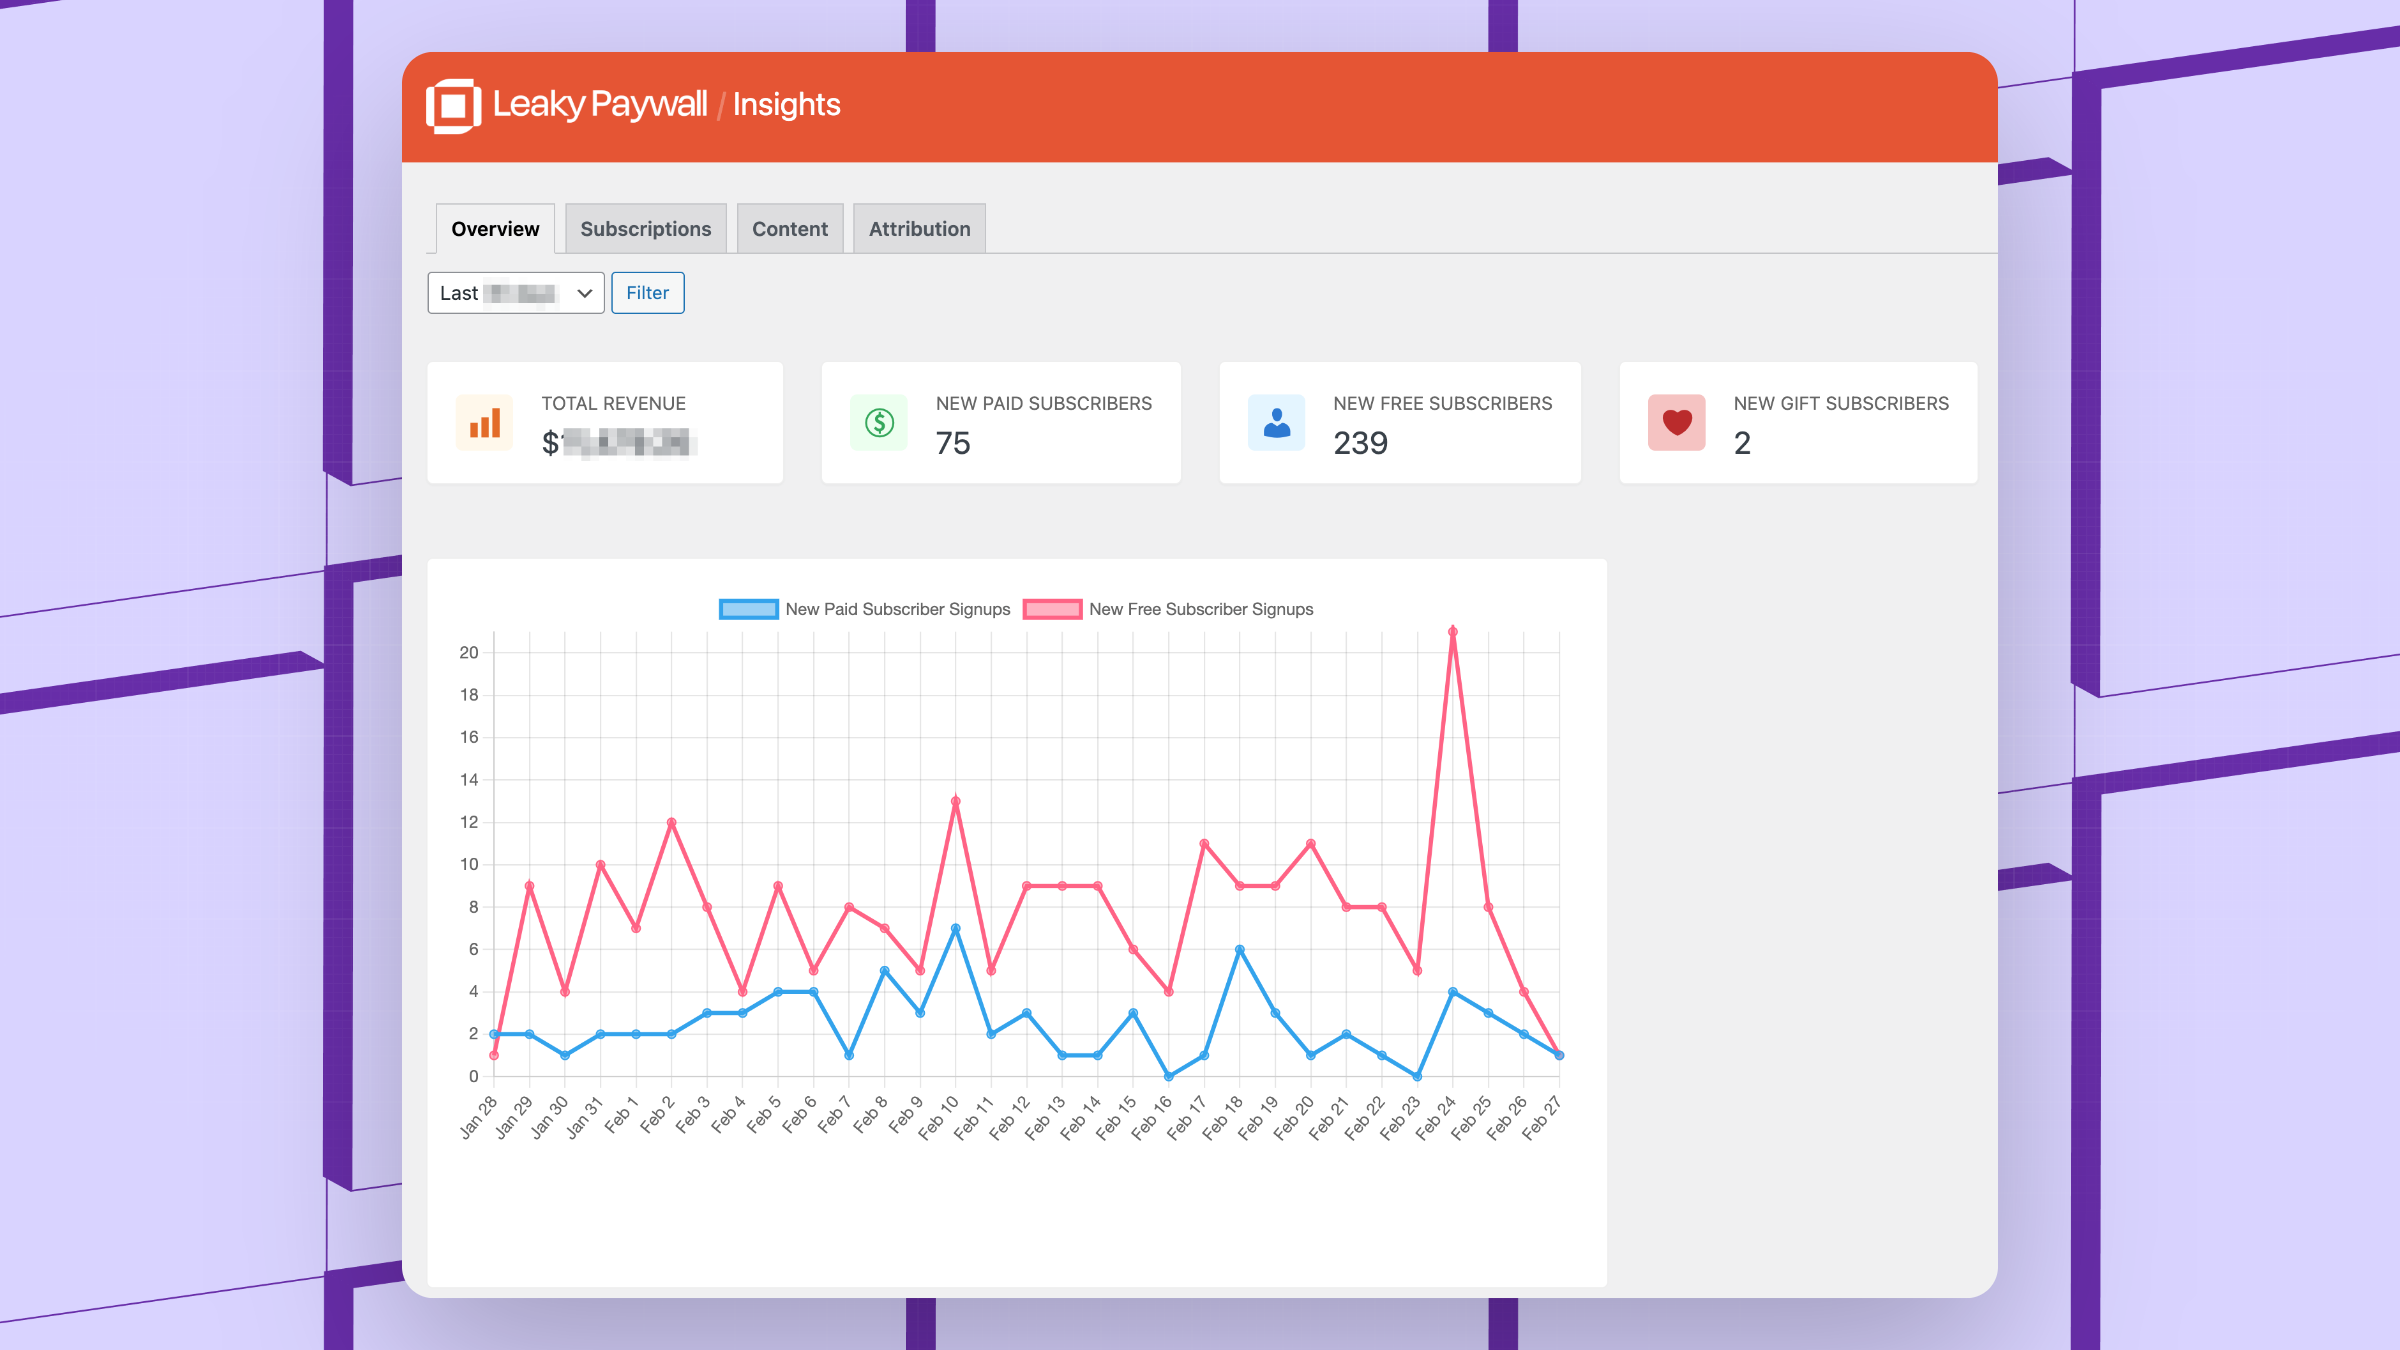 Leaky Paywall / Insights
Overview Subscriptions Content Attribution
Last Filter
TOTAL REVENUE
$
NEW PAID SUBSCRIBERS
75
NEW FREE SUBSCRIBERS
239
NEW GIFT SUBSCRIBERS
2
New Paid Subscriber Signups New Free Subscriber Signups
20
18
16
14
12
10
8
6
4
2
0
Jan 28 Jan 29 Jan 30 Jan 31 Feb 1 Feb 2 Feb 3 Feb 4 Feb 5 Feb 6 Feb 7 Feb 8 Feb 9 Feb 10 Feb 11 Feb 12 Feb 13 Feb 14 Feb 15 Feb 16 Feb 17 Feb 18 Feb 19 Feb 20 Feb 21 Feb 22 Feb 23 Feb 24 Feb 25 Feb 26 Feb 27